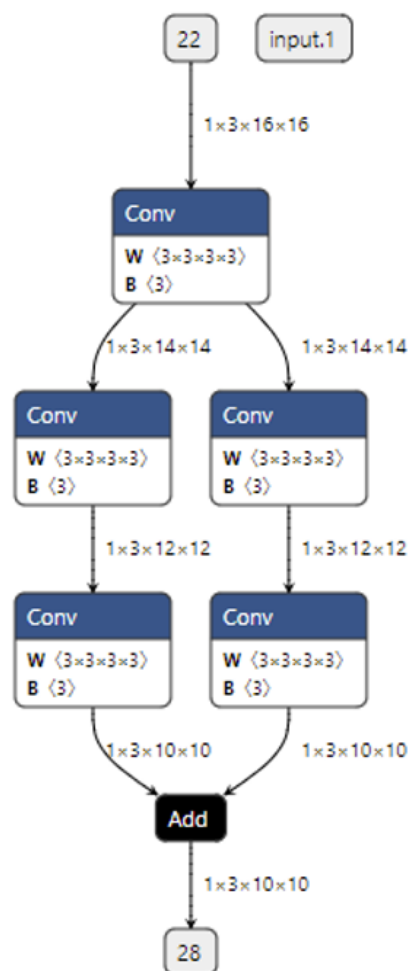 22 input.1
1×3×16×16
Conv
W 〈3×3×3×3〉
B 〈3〉
1×3×14×14 1×3×14×14
Conv Conv
W 〈3×3×3×3〉 W 〈3×3×3×3〉
B 〈3〉 B 〈3〉
1×3×12×12 1×3×12×12
Conv Conv
W 〈3×3×3×3〉 W 〈3×3×3×3〉
B 〈3〉 B 〈3〉
1×3×10×10 1×3×10×10
Add
1×3×10×10
28